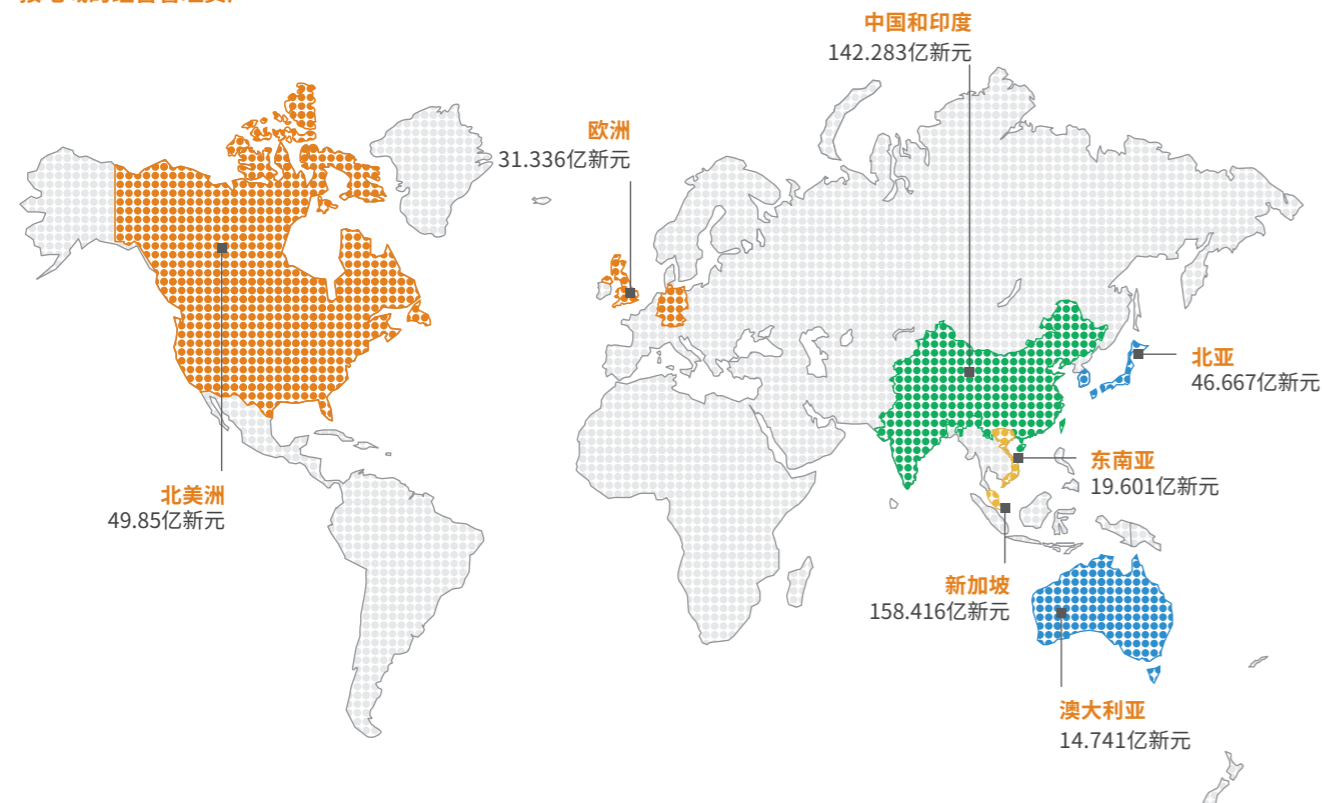 中国和印度
142.283亿新元
欧洲
31.336亿新元
北亚
46.667亿新元
东南亚
19.601亿新元
北美洲
49.85亿新元
新加坡
158.416亿新元
澳大利亚
14.741亿新元